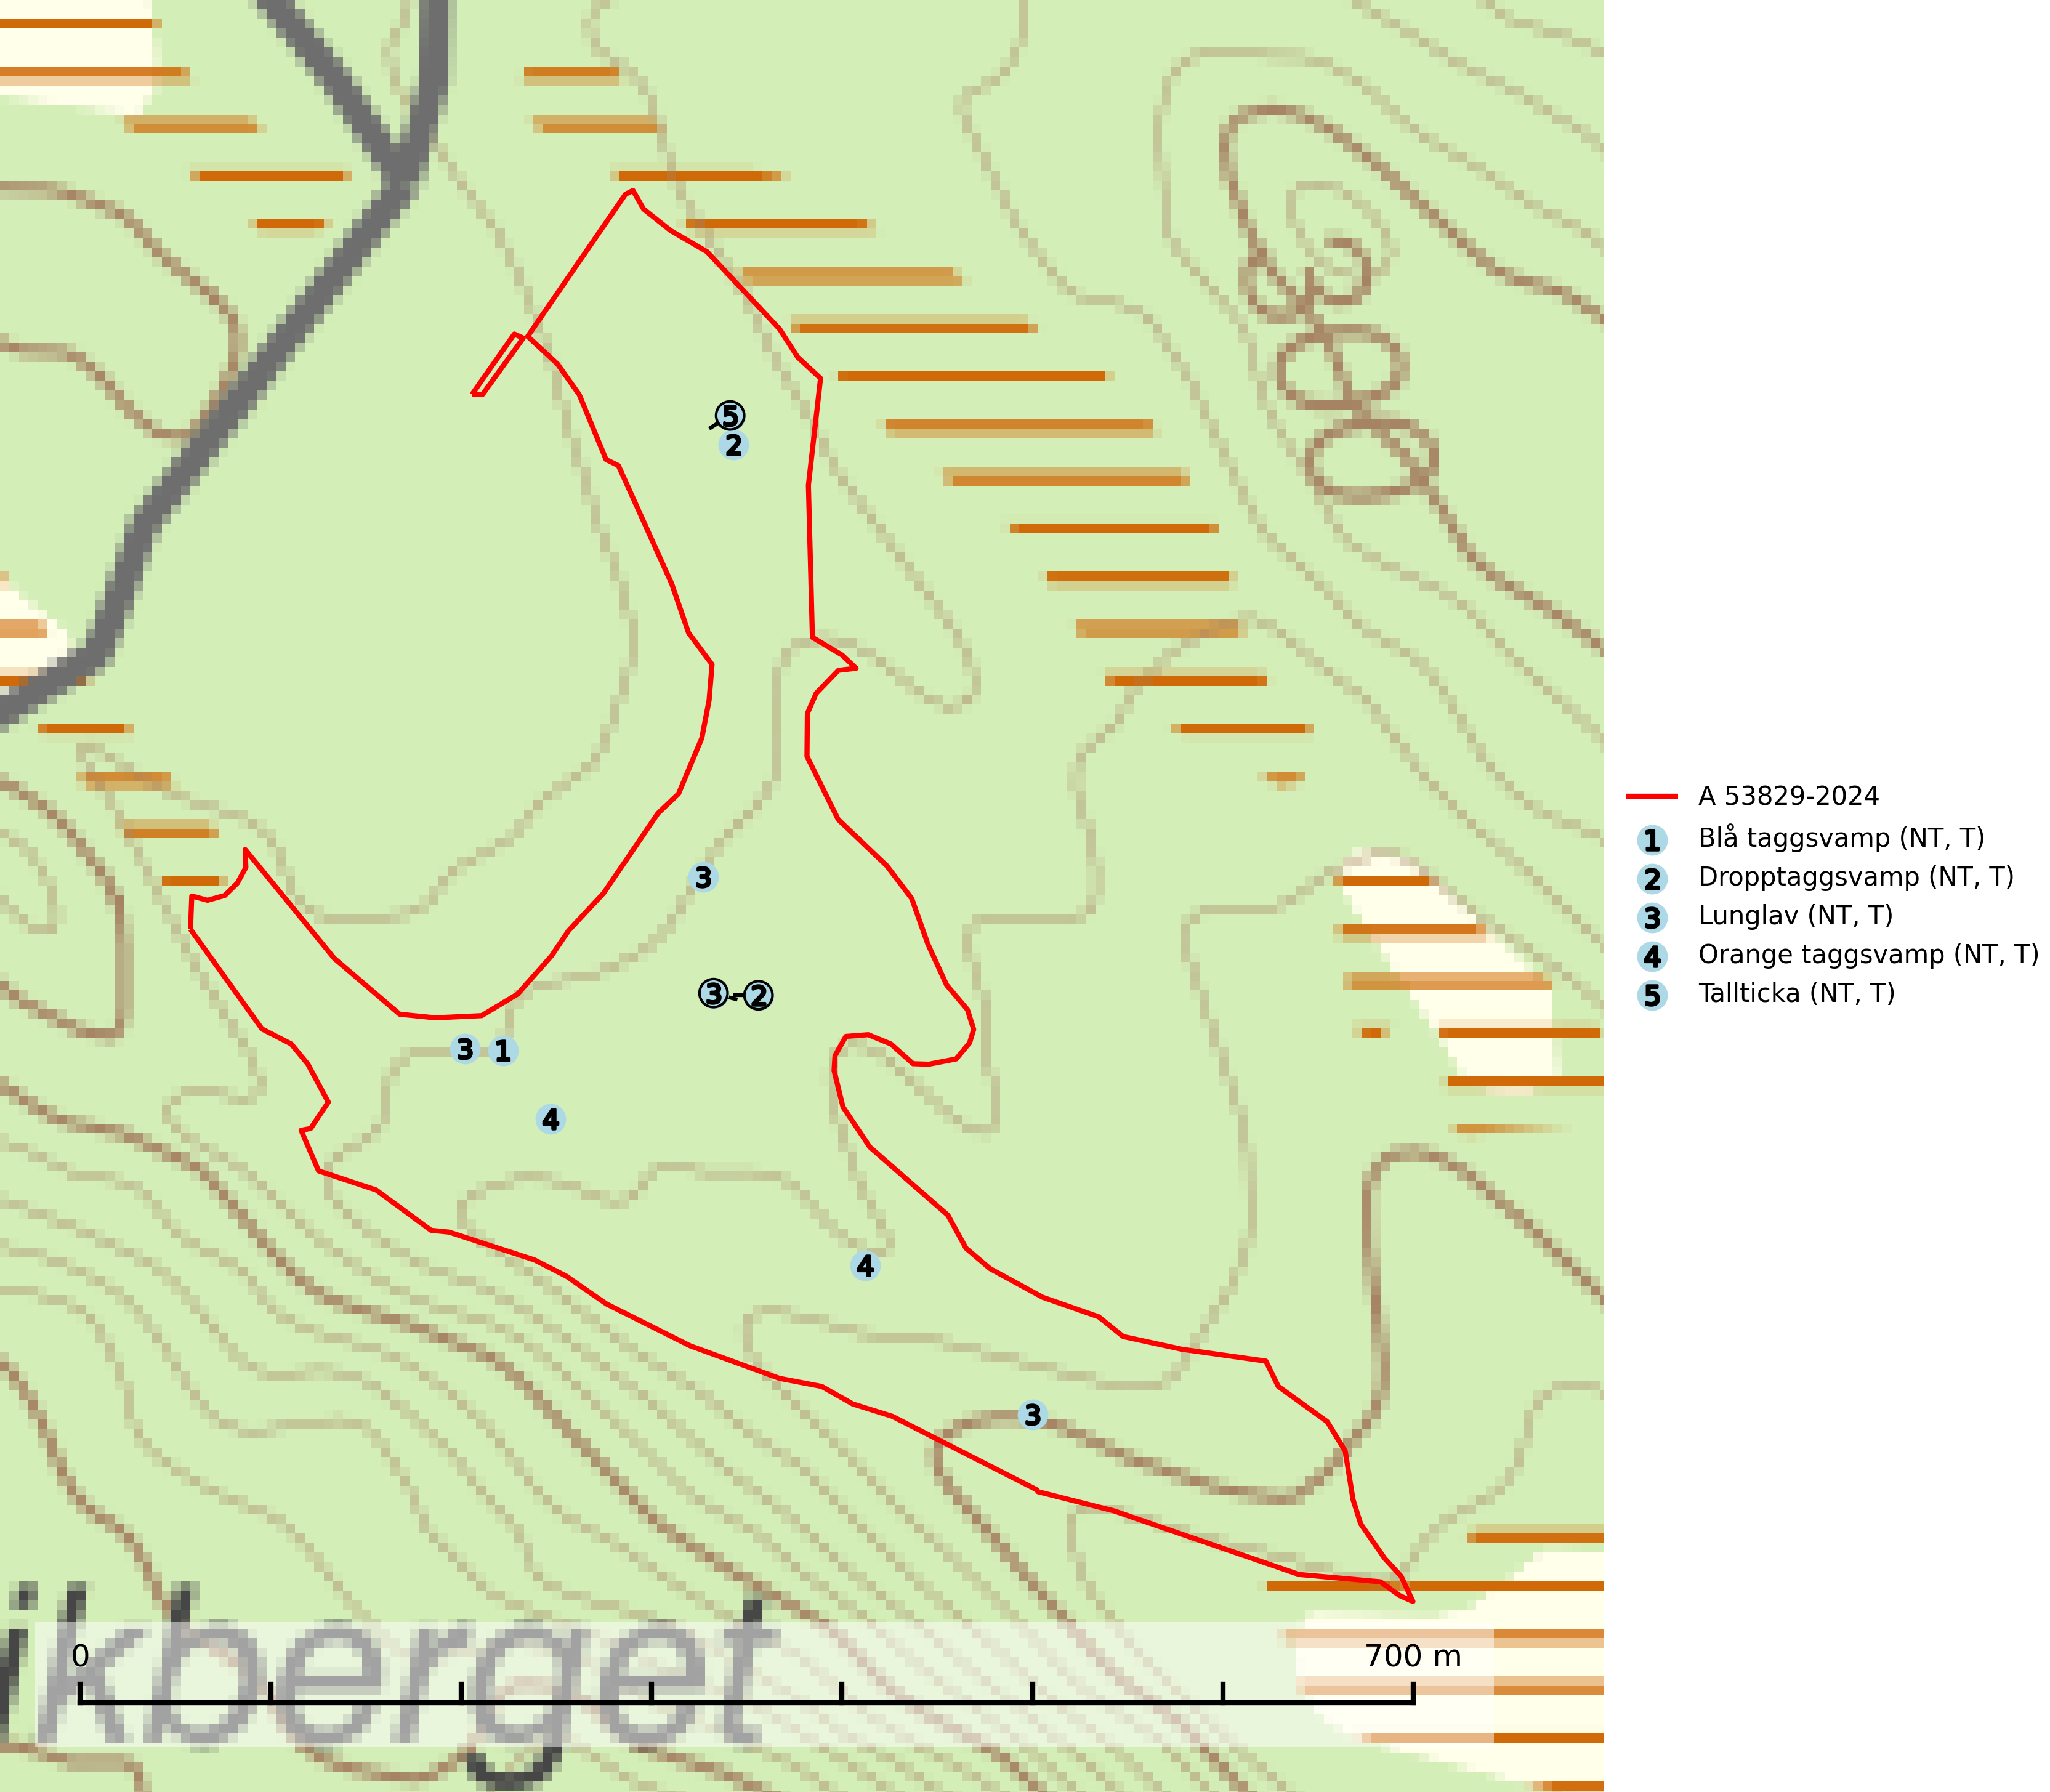 5
2
3
3 2
3 1
4
4
3
ikberget
0 700 m
A 53829-2024
1 Blå taggsvamp (NT, T)
2 Dropptaggsvamp (NT, T)
3 Lunglav (NT, T)
4 Orange taggsvamp (NT, T)
5 Tallticka (NT, T)